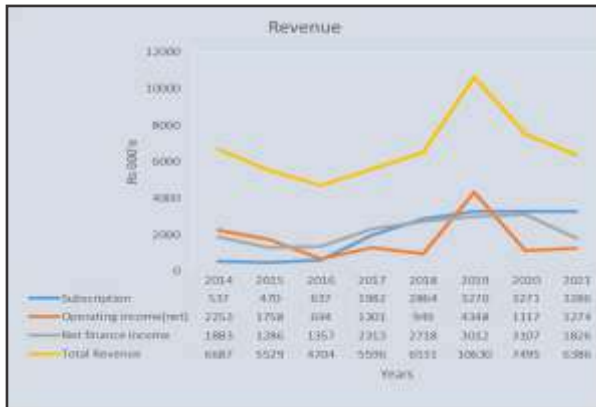 Revenue
12000
10000
8000
6000
4000
2000
0
Rs 000's
2014 2015 2016 2017 2018 2019 2020 2021
Subscription 537 470 637 1982 2864 3270 3271 3286
Operating income(net) 2252 1758 694 1301 949 4348 1117 1274
Net finance income 1883 1286 1357 2313 2718 3012 3107 1826
Total Revenue 6687 5529 4704 5596 6531 10630 7495 6386
Years